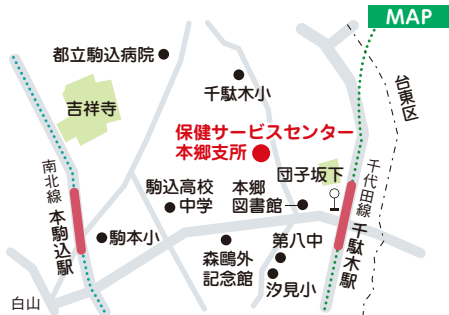 MAP
都立駒込病院
千駄木小
台東区
吉祥寺
保健サービスセンター
本郷支所
南北線
本駒込駅
駒込高校
中学
本郷
図書館
団子坂下
千代田線
千駄木駅
駒本小
森鷗外
記念館
第八中
汐見小
白山